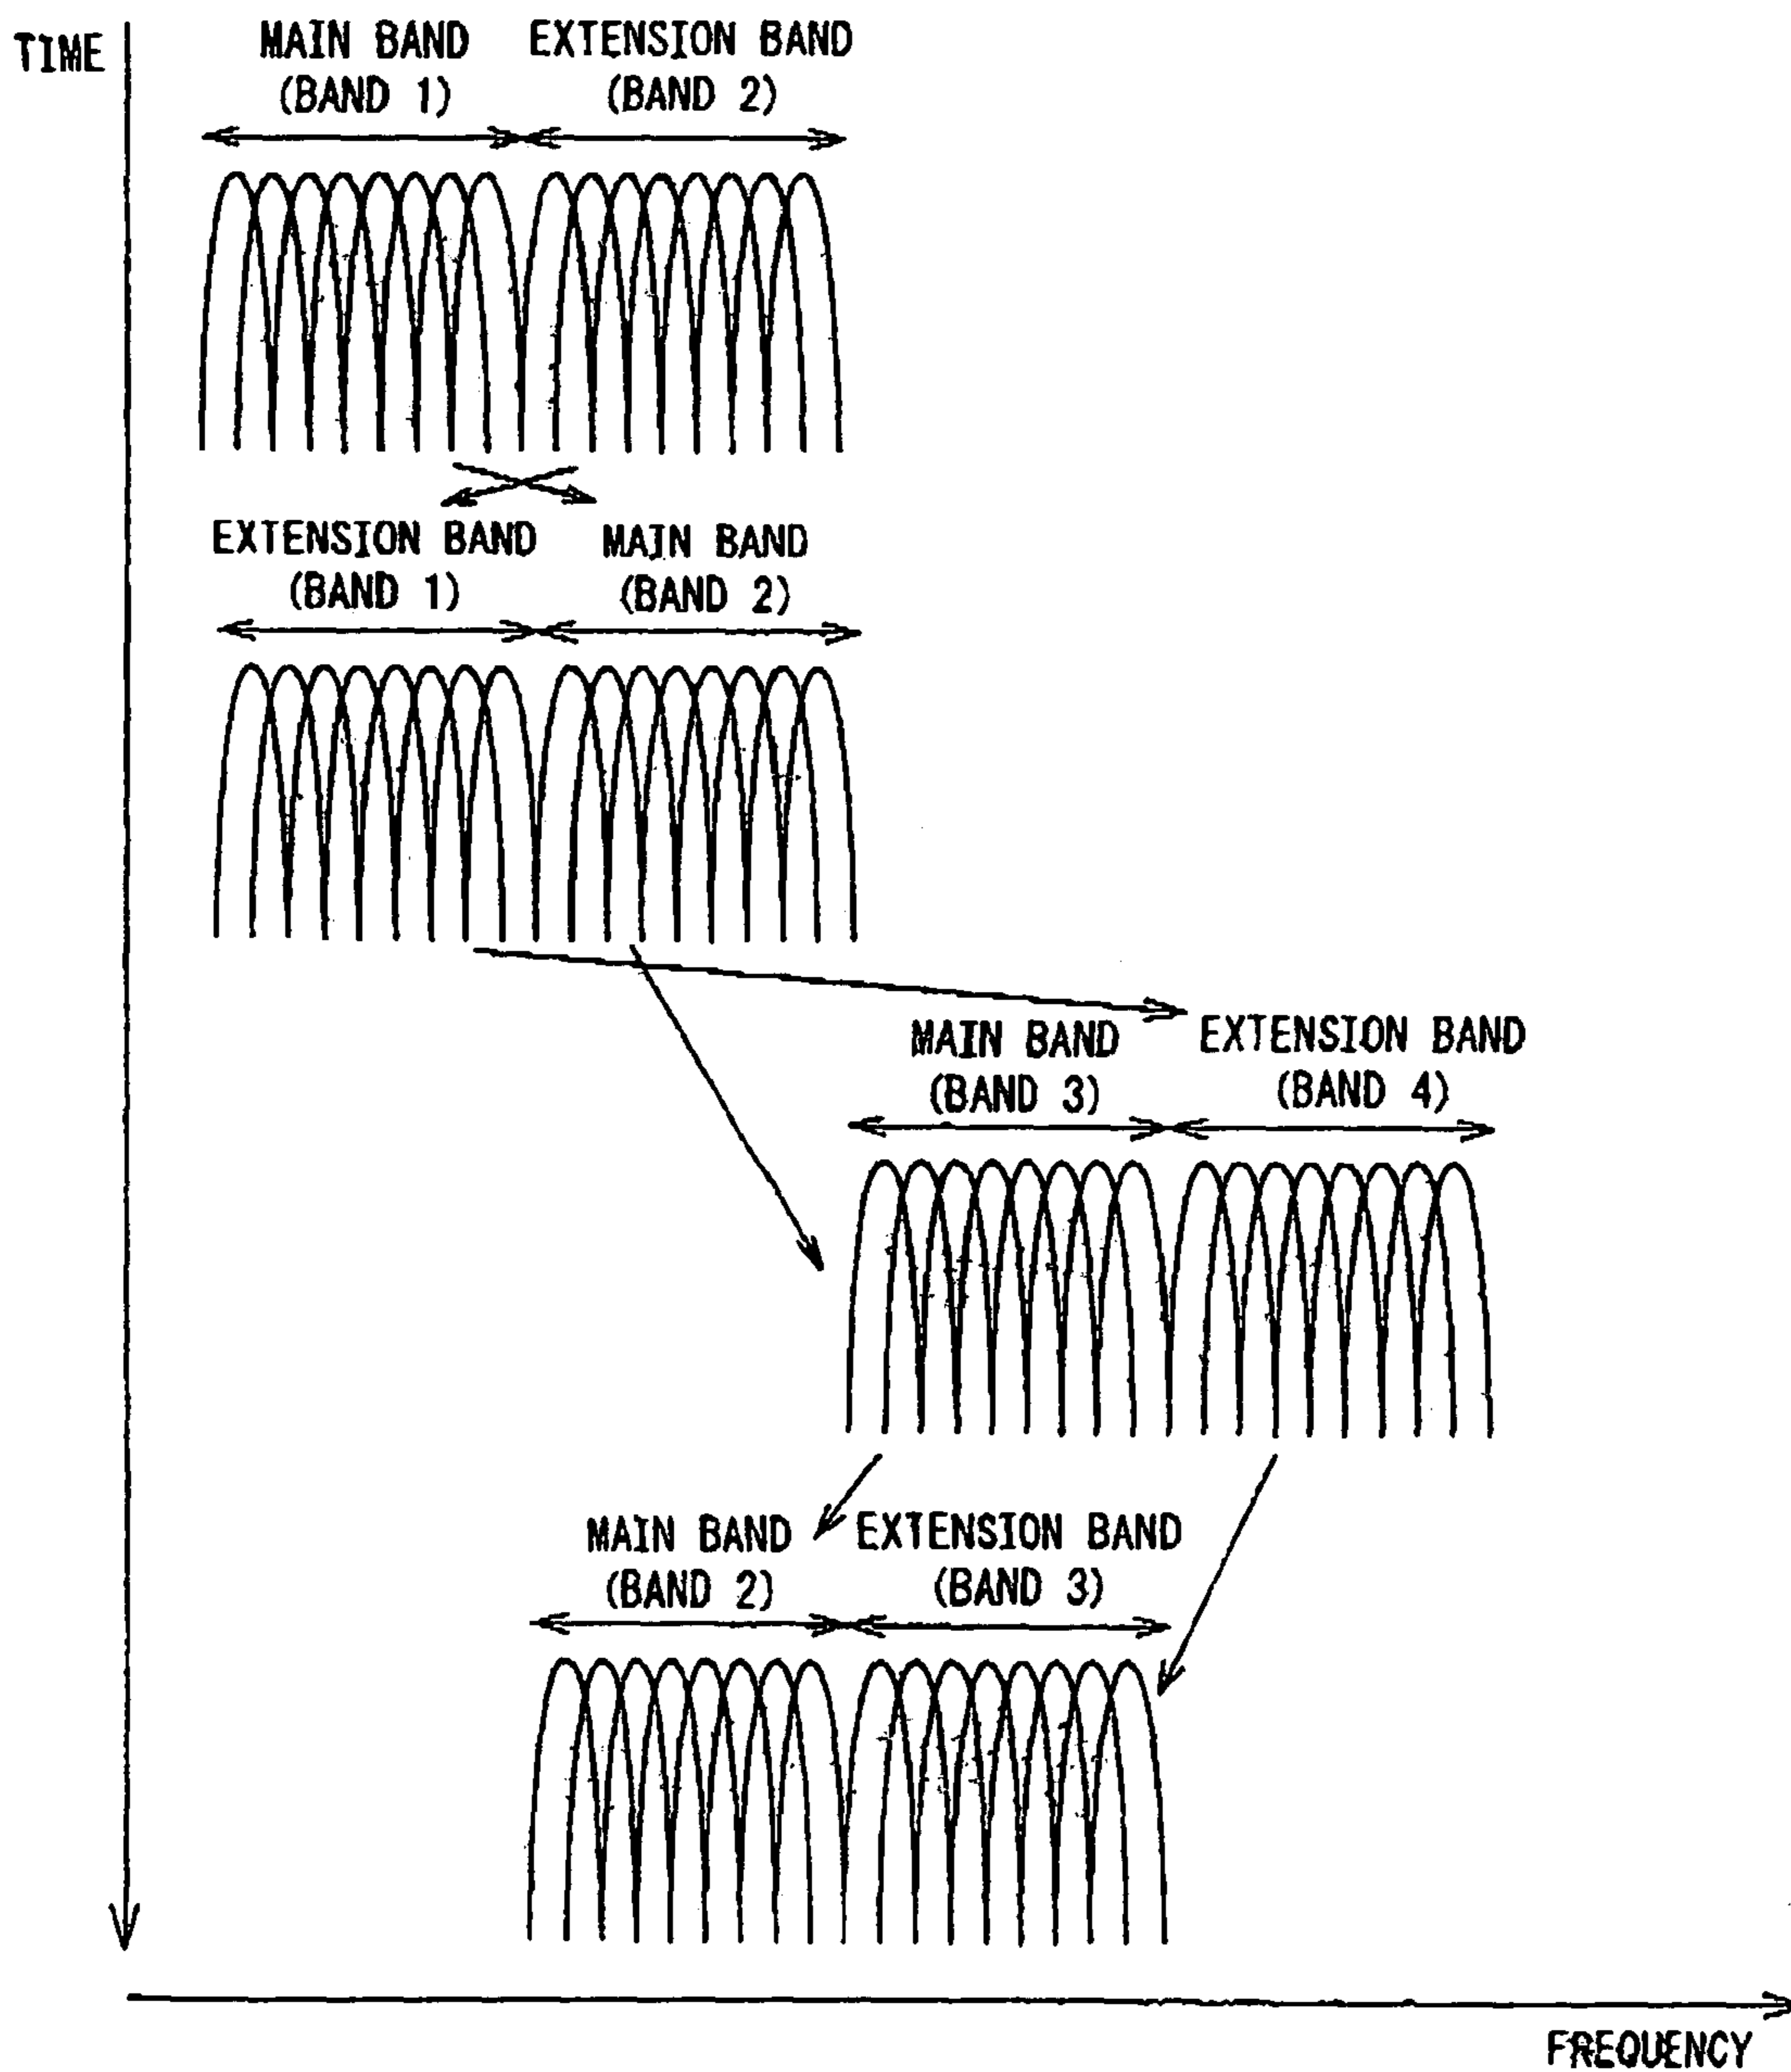 TIME
MAIN BAND
(BAND 1)
EXTENSION BAND
(BAND 2)
EXTENSION BAND
(BAND 1)
MAIN BAND
(BAND 2)
MAIN BAND
(BAND 3)
EXTENSION BAND
(BAND 4)
MAIN BAND
(BAND 2)
EXTENSION BAND
(BAND 3)
FREQUENCY